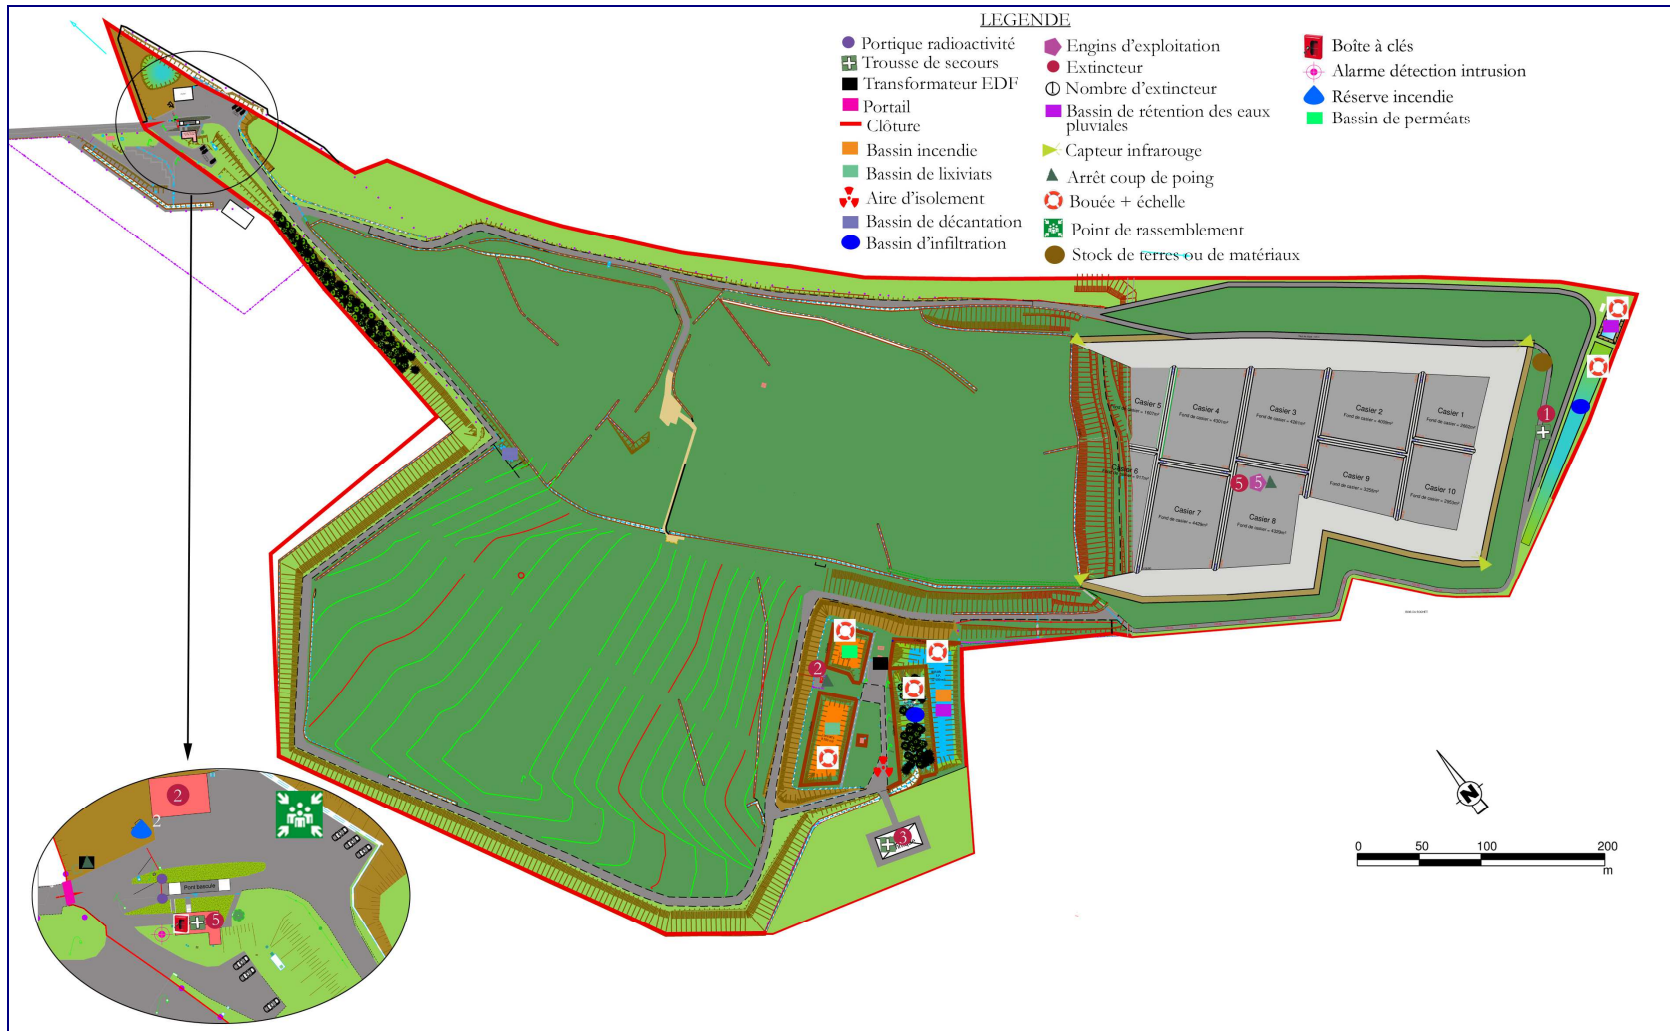 LEGENDE
Portique radioactivité
Trousse de secours
Transformateur EDF
Portail
Clôture
Bassin incendie
Bassin de lixiviats
Aire d'isolement
Bassin de décantation
Bassin d'infiltration
Engins d'exploitation
Extincteur
Nombre d'extincteur
Bassin de rétention des eaux
pluviales
Capteur infrarouge
Arrêt coup de poing
Bouée + échelle
Point de rassemblement
Stock de terres ou de matériaux
Boîte à clés
Alarme détection intrusion
Réserve incendie
Bassin de perméats
Casier 5
Casier 4
Casier 3
Casier 2
Casier 1
Casier 6
Casier 7
Casier 8
Casier 9
Casier 10
1
5
5
2
3
2
2
Pont bascule
5
N
0 50 100 200
m